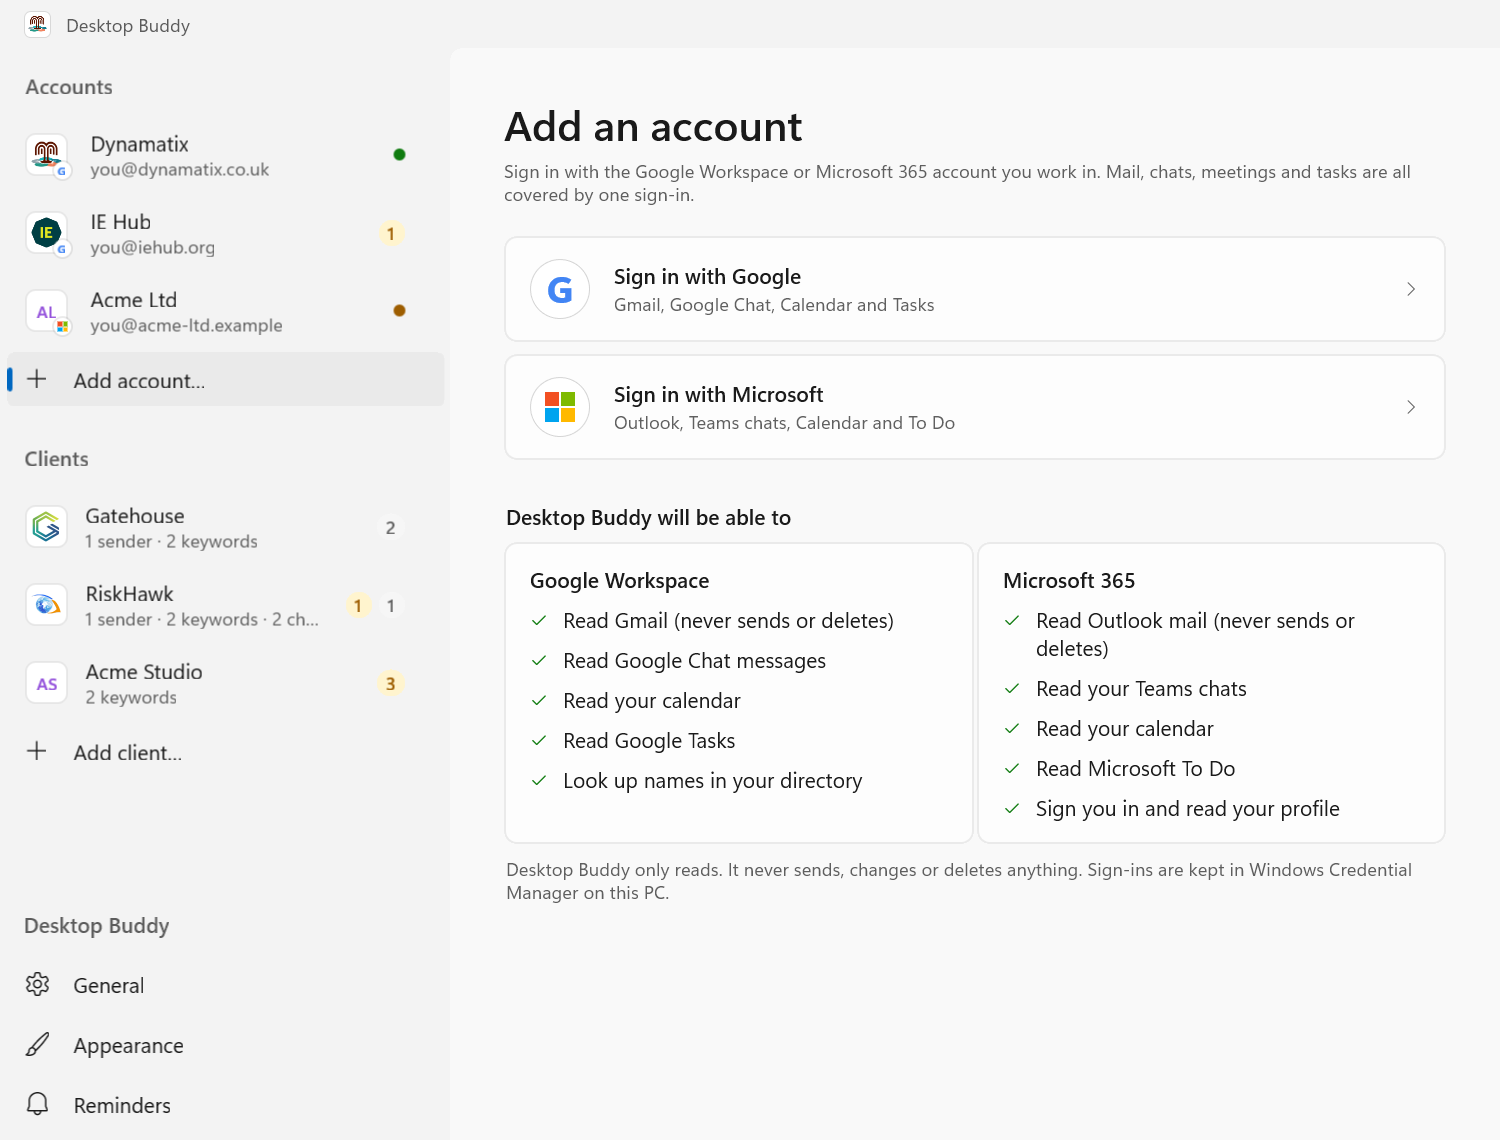 Desktop Buddy
Accounts
Dynamatix
you@dynamatix.co.uk
IE
IE Hub
you@iehub.org
1
AL
Acme Ltd
you@acme-ltd.example
Add account...
Clients
Gatehouse
1 sender · 2 keywords
2
RiskHawk
1 sender · 2 keywords · 2 ch...
1
1
AS
Acme Studio
2 keywords
3
Add client...
Desktop Buddy
General
Appearance
Reminders
Add an account
Sign in with the Google Workspace or Microsoft 365 account you work in. Mail, chats, meetings and tasks are all
covered by one sign-in.
G
Sign in with Google
Gmail, Google Chat, Calendar and Tasks
Sign in with Microsoft
Outlook, Teams chats, Calendar and To Do
Desktop Buddy will be able to
Google Workspace
Read Gmail (never sends or deletes)
Read Google Chat messages
Read your calendar
Read Google Tasks
Look up names in your directory
Microsoft 365
Read Outlook mail (never sends or
deletes)
Read your Teams chats
Read your calendar
Read Microsoft To Do
Sign you in and read your profile
Desktop Buddy only reads. It never sends, changes or deletes anything. Sign-ins are kept in Windows Credential
Manager on this PC.